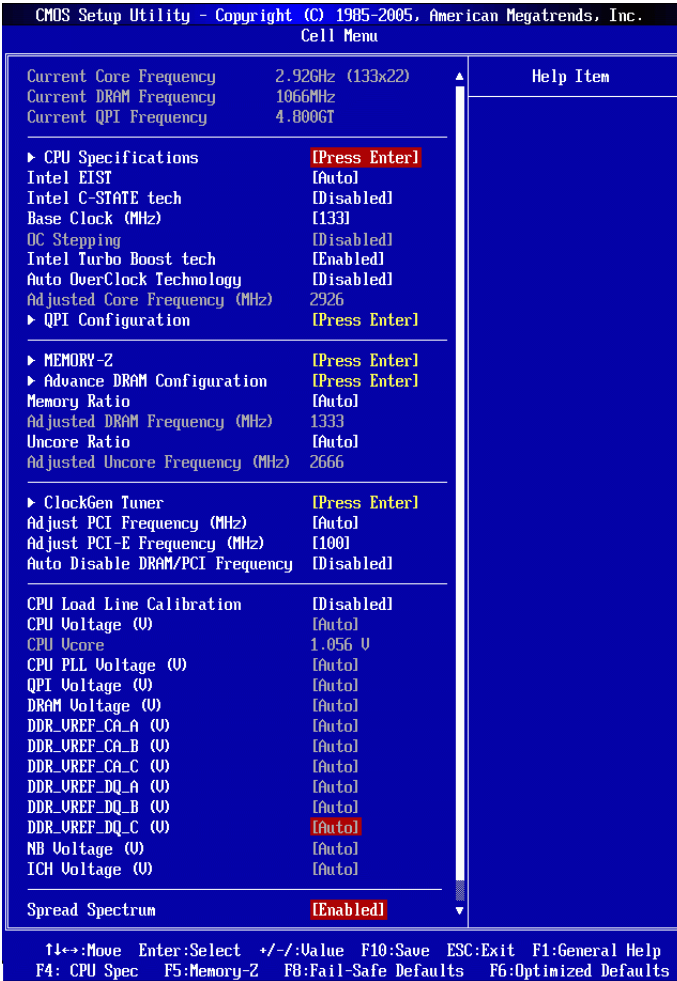 CMOS Setup Utility - Copyright (C) 1985-2005, American Megatrends, Inc.
Cell Menu
Current Core Frequency 2.92GHz (133x22)
Current DRAM Frequency 1066MHz
Current QPI Frequency 4.800GT
Help Item
▶ CPU Specifications [Press Enter]
Intel EIST [Auto]
Intel C-STATE tech [Disabled]
Base Clock (MHz) [133]
OC Stepping [Disabled]
Intel Turbo Boost tech [Enabled]
Auto OverClock Technology [Disabled]
Adjusted Core Frequency (MHz) 2926
▶ QPI Configuration [Press Enter]
▶ MEMORY-Z [Press Enter]
▶ Advance DRAM Configuration [Press Enter]
Memory Ratio [Auto]
Adjusted DRAM Frequency (MHz) 1333
Uncore Ratio [Auto]
Adjusted Uncore Frequency (MHz) 2666
▶ ClockGen Tuner [Press Enter]
Adjust PCI Frequency (MHz) [Auto]
Adjust PCI-E Frequency (MHz) [100]
Auto Disable DRAM/PCI Frequency [Disabled]
CPU Load Line Calibration [Disabled]
CPU Voltage (V) [Auto]
CPU Vcore 1.056 V
CPU PLL Voltage (V) [Auto]
QPI Voltage (V) [Auto]
DRAM Voltage (V) [Auto]
DDR_VREF_CA_A (V) [Auto]
DDR_VREF_CA_B (V) [Auto]
DDR_VREF_CA_C (V) [Auto]
DDR_VREF_DQ_A (V) [Auto]
DDR_VREF_DQ_B (V) [Auto]
DDR_VREF_DQ_C (V) [Auto]
NB Voltage (V) [Auto]
ICH Voltage (V) [Auto]
Spread Spectrum [Enabled]
↑↓←→:Move Enter:Select +/-/:Value F10:Save ESC:Exit F1:General Help
F4: CPU Spec F5:Memory-Z F8:Fail-Safe Defaults F6:Optimized Defaults